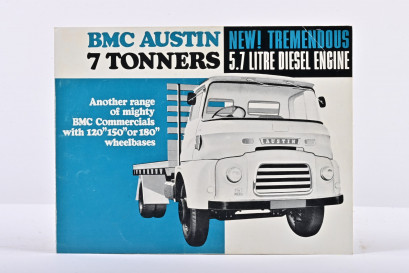 BMC AUSTIN
7 TONNERS
NEW! TREMENDOUS
5.7 LITRE DIESEL ENGINE
Another range
of mighty
BMC Commercials
with 120" 150" or 180"
wheelbases
AUSTIN